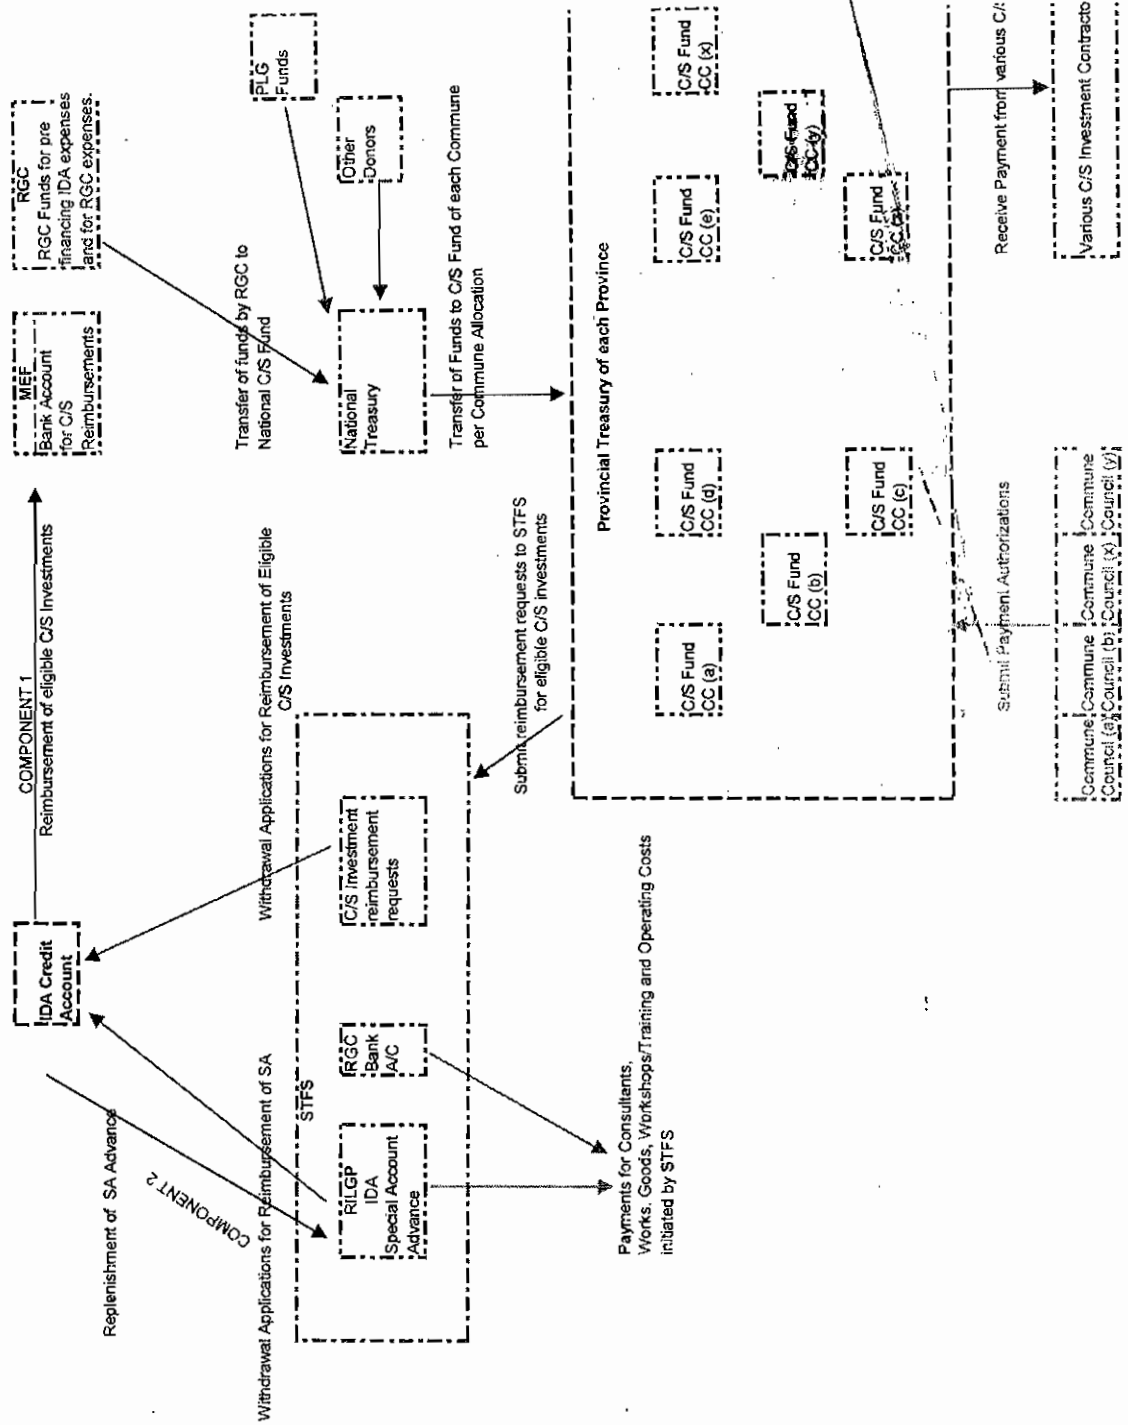 COMPONENT 1
Reimbursement of eligible C/S Investments
IDA Credit
Account
MEF
Bank Account
for C/S
Reimbursements
RGC
RGC Funds for pre
financing IDA expenses
and for RGC expenses.
Replenishment of SA Advance
COMPONENT 2
Withdrawal Applications for Reimbursement of SA
Withdrawal Applications for Reimbursement of Eligible
C/S Investments
Transfer of funds by RGC to
National C/S Fund
PLG
Funds
STFS
RILGP
IDA
Special Account
Advance
RGC
Bank
A/C
C/S Investment
reimbursement
requests
National
Treasury
Other
Donors
Transfer of Funds to C/S Fund of each Commune
per Commune Allocation
Submit reimbursement requests to STFS
for eligible C/S investments
Payments for Consultants,
Works. Goods, Workshops/Training and Operating Costs
initiated by STFS
Provincial Treasury of each Province
C/S Fund
CC (a)
C/S Fund
CC (d)
C/S Fund
CC (e)
C/S Fund
CC (x)
C/S Fund
CC (b)
C/S Fund
CC (y)
C/S Fund
CC (c)
C/S Fund
CC (z)
Submit Payment Authorizations
Receive Payment from various C/
Commune
Council (a)
Commune
Council (b)
Commune
Council (x)
Commune
Council (y)
Various C/S Investment Contracto